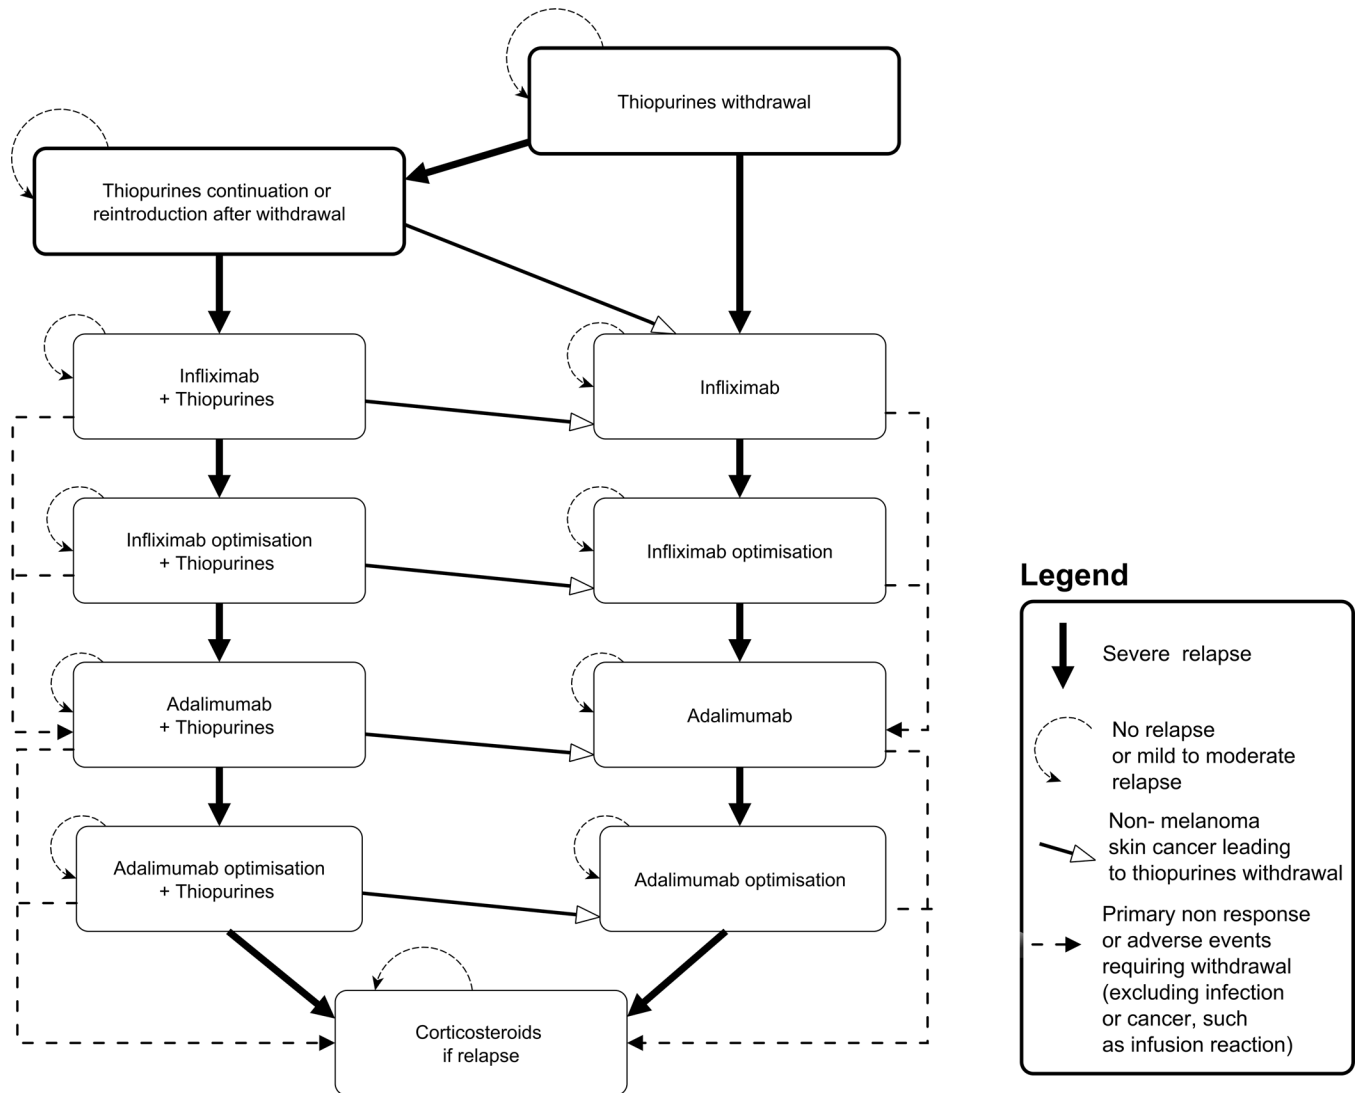 Thiopurines withdrawal
Thiopurines continuation or
reintroduction after withdrawal
Infliximab
+ Thiopurines
Infliximab
Infliximab optimisation
+ Thiopurines
Infliximab optimisation
Adalimumab
+ Thiopurines
Adalimumab
Adalimumab optimisation
+ Thiopurines
Adalimumab optimisation
Corticosteroids
if relapse
Legend
Severe relapse
No relapse
or mild to moderate
relapse
Non- melanoma
skin cancer leading
to thiopurines withdrawal
Primary non response
or adverse events
requiring withdrawal
(excluding infection
or cancer, such
as infusion reaction)